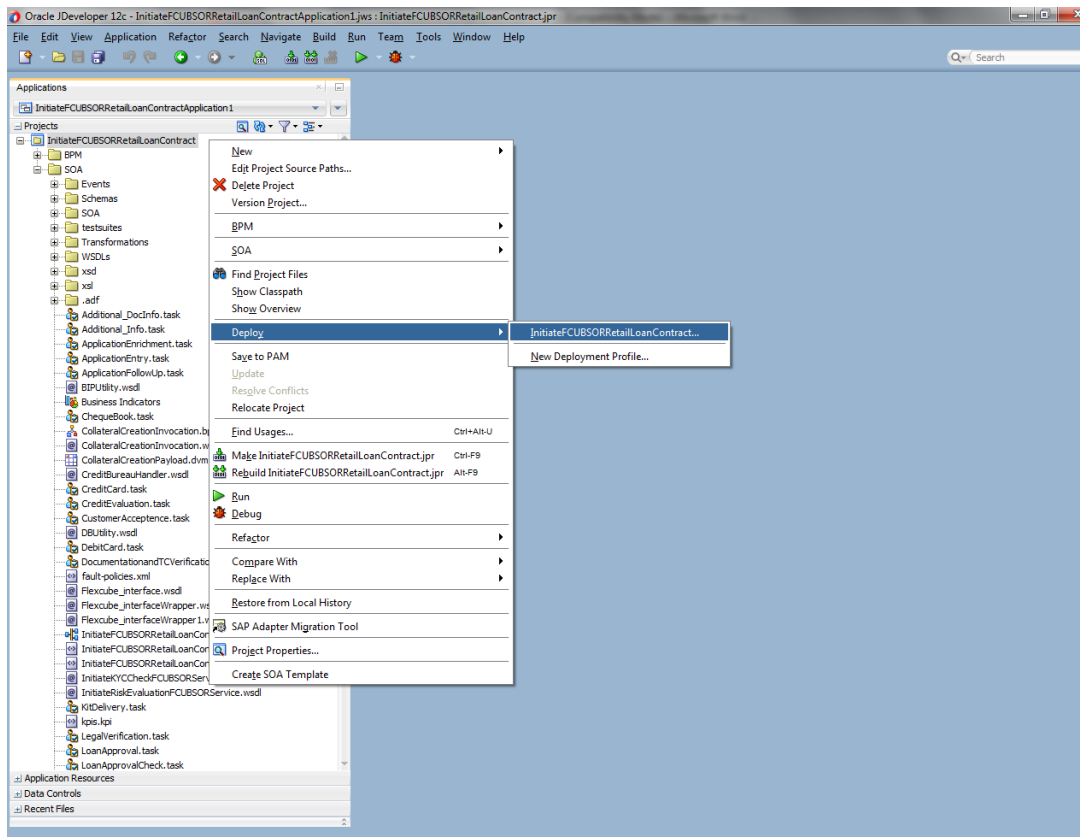 Oracle JDeveloper 12c - InitiateFCUBSORRetailLoanContractApplication1.jws : InitiateFCUBSORRetailLoanContract.jpr
File Edit View Application Refactor Search Navigate Build Run Team Tools Window Help
Search
Applications
InitiateFCUBSORRetailLoanContractApplication1
Projects
InitiateFCUBSORRetailLoanContract
BPM
SOA
Events
Schemas
SOA
testsuites
Transformations
WSDLs
xsd
xsl
.adf
Additional_DocInfo.task
Additional_Info.task
ApplicationEnrichment.task
ApplicationEntry.task
ApplicationFollowUp.task
BIPUtility.wsdl
Business Indicators
ChequeBook.task
CollateralCreationInvocation.bp
CollateralCreationInvocation.w
CollateralCreationPayload.dvm
CreditBureauHandler.wsdl
CreditCard.task
CreditEvaluation.task
CustomerAcceptence.task
DBUtility.wsdl
DebitCard.task
DocumentationandTCVerificatio
fault-policies.xml
Flexcube_interface.wsdl
Flexcube_interfaceWrapper.ws
Flexcube_interfaceWrapper1.v
InitiateFCUBSORRetailLoanCon
InitiateFCUBSORRetailLoanCon
InitiateFCUBSORRetailLoanCon
InitiateKYCCheckFCUBSORServ
InitiateRiskEvaluationFCUBSORService.wsdl
KitDelivery.task
kpis.kpi
LegalVerification.task
LoanApproval.task
LoanApprovalCheck.task
Application Resources
Data Controls
Recent Files
New
Edit Project Source Paths...
Delete Project
Version Project...
BPM
SOA
Find Project Files
Show Classpath
Show Overview
Deploy
Save to PAM
Update
Resolve Conflicts
Relocate Project
Find Usages... Ctrl+Alt-U
Make InitiateFCUBSORRetailLoanContract.jpr Ctrl-F9
Rebuild InitiateFCUBSORRetailLoanContract.jpr Alt-F9
Run
Debug
Refactor
Compare With
Replace With
Restore from Local History
SAP Adapter Migration Tool
Project Properties...
Create SOA Template
InitiateFCUBSORRetailLoanContract...
New Deployment Profile...